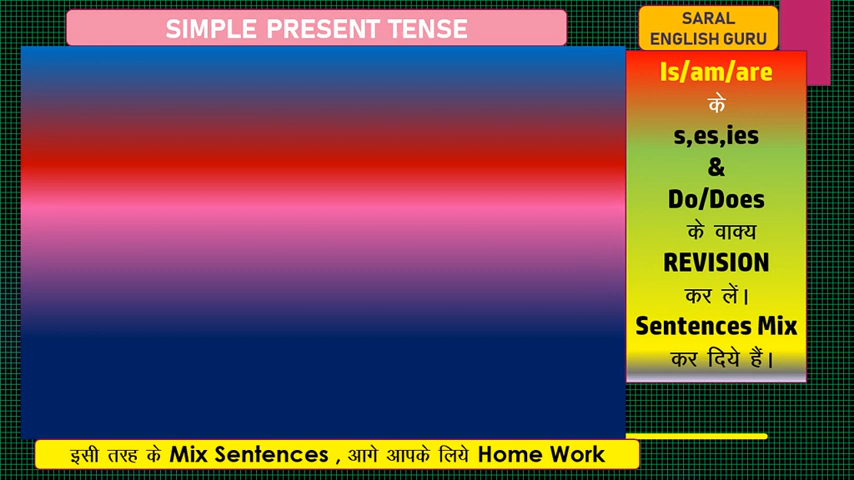 SIMPLE PRESENT TENSE
SARAL
ENGLISH GURU
Is/am/are
के
s,es,ies
&
Do/Does
के वाक्य
REVISION
कर लें।
Sentences Mix
कर दिये हैं।
इसी तरह के Mix Sentences , आगे आपके लिये Home Work